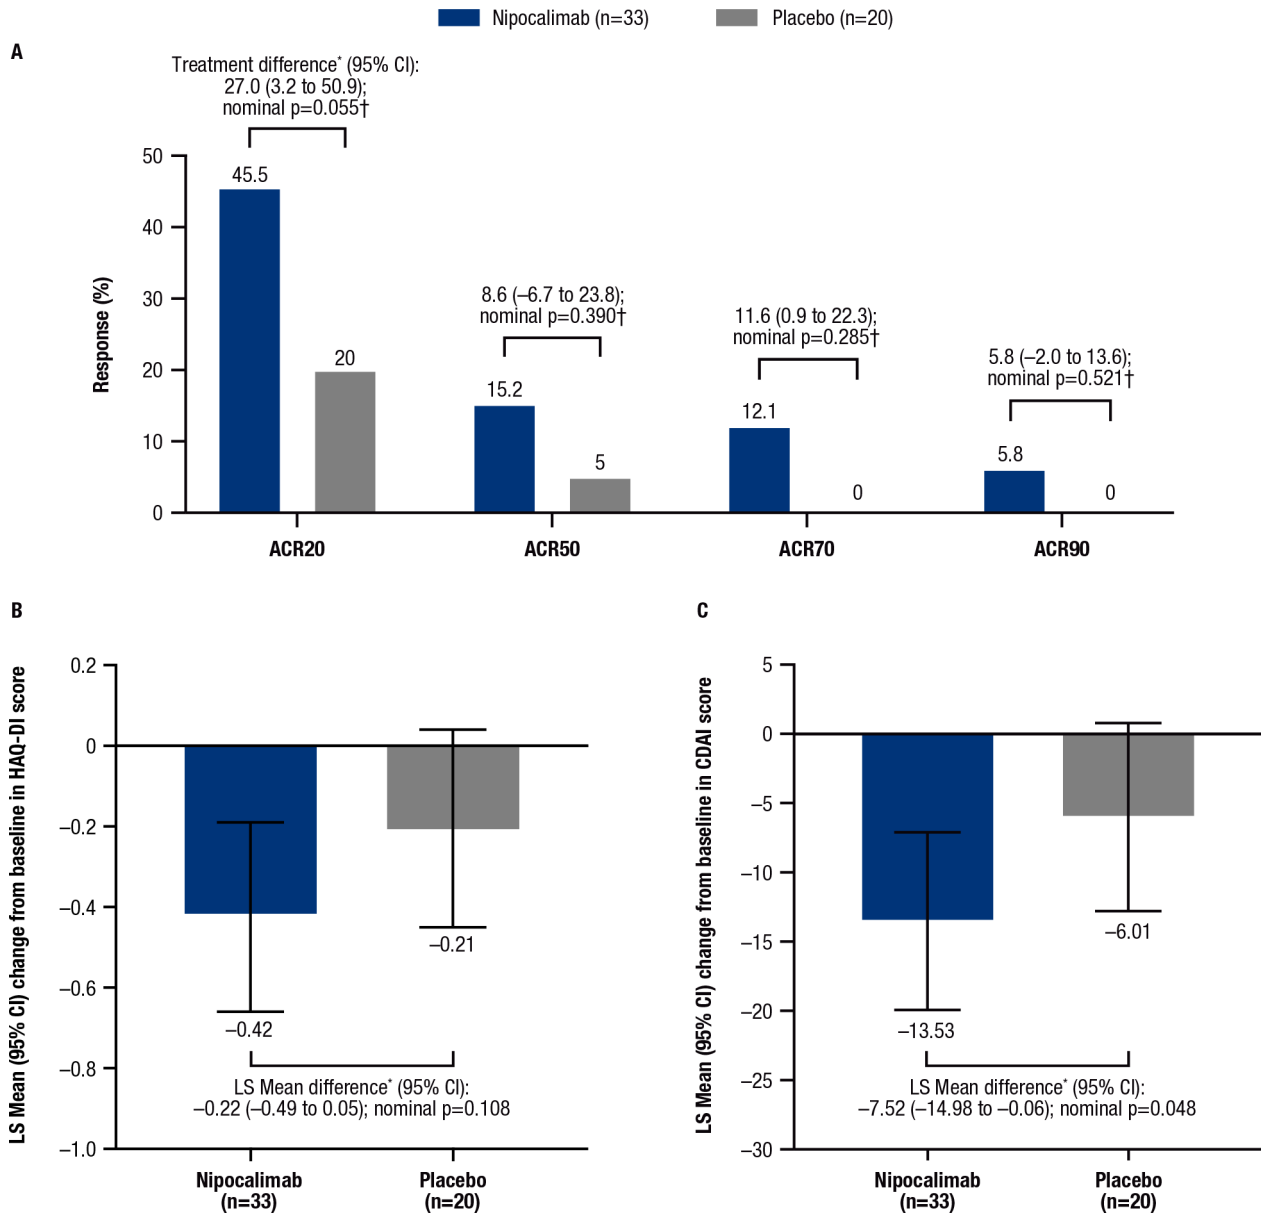 Nipocalimab (n=33)
Placebo (n=20)
A
Treatment difference* (95% CI):
27.0 (3.2 to 50.9);
nominal p=0.055†
8.6 (–6.7 to 23.8);
nominal p=0.390†
11.6 (0.9 to 22.3);
nominal p=0.285†
5.8 (–2.0 to 13.6);
nominal p=0.521†
Response (%)
50
40
30
20
10
0
45.5
20
15.2
5
12.1
0
5.8
0
ACR20
ACR50
ACR70
ACR90
B
LS Mean (95% CI) change from baseline in HAQ-DI score
0.2
0
–0.2
–0.4
–0.6
–0.8
–1.0
–0.42
–0.21
LS Mean difference* (95% CI):
–0.22 (–0.49 to 0.05); nominal p=0.108
Nipocalimab
(n=33)
Placebo
(n=20)
C
LS Mean (95% CI) change from baseline in CDAI score
5
0
–5
–10
–15
–20
–25
–30
–13.53
–6.01
LS Mean difference* (95% CI):
–7.52 (–14.98 to –0.06); nominal p=0.048
Nipocalimab
(n=33)
Placebo
(n=20)